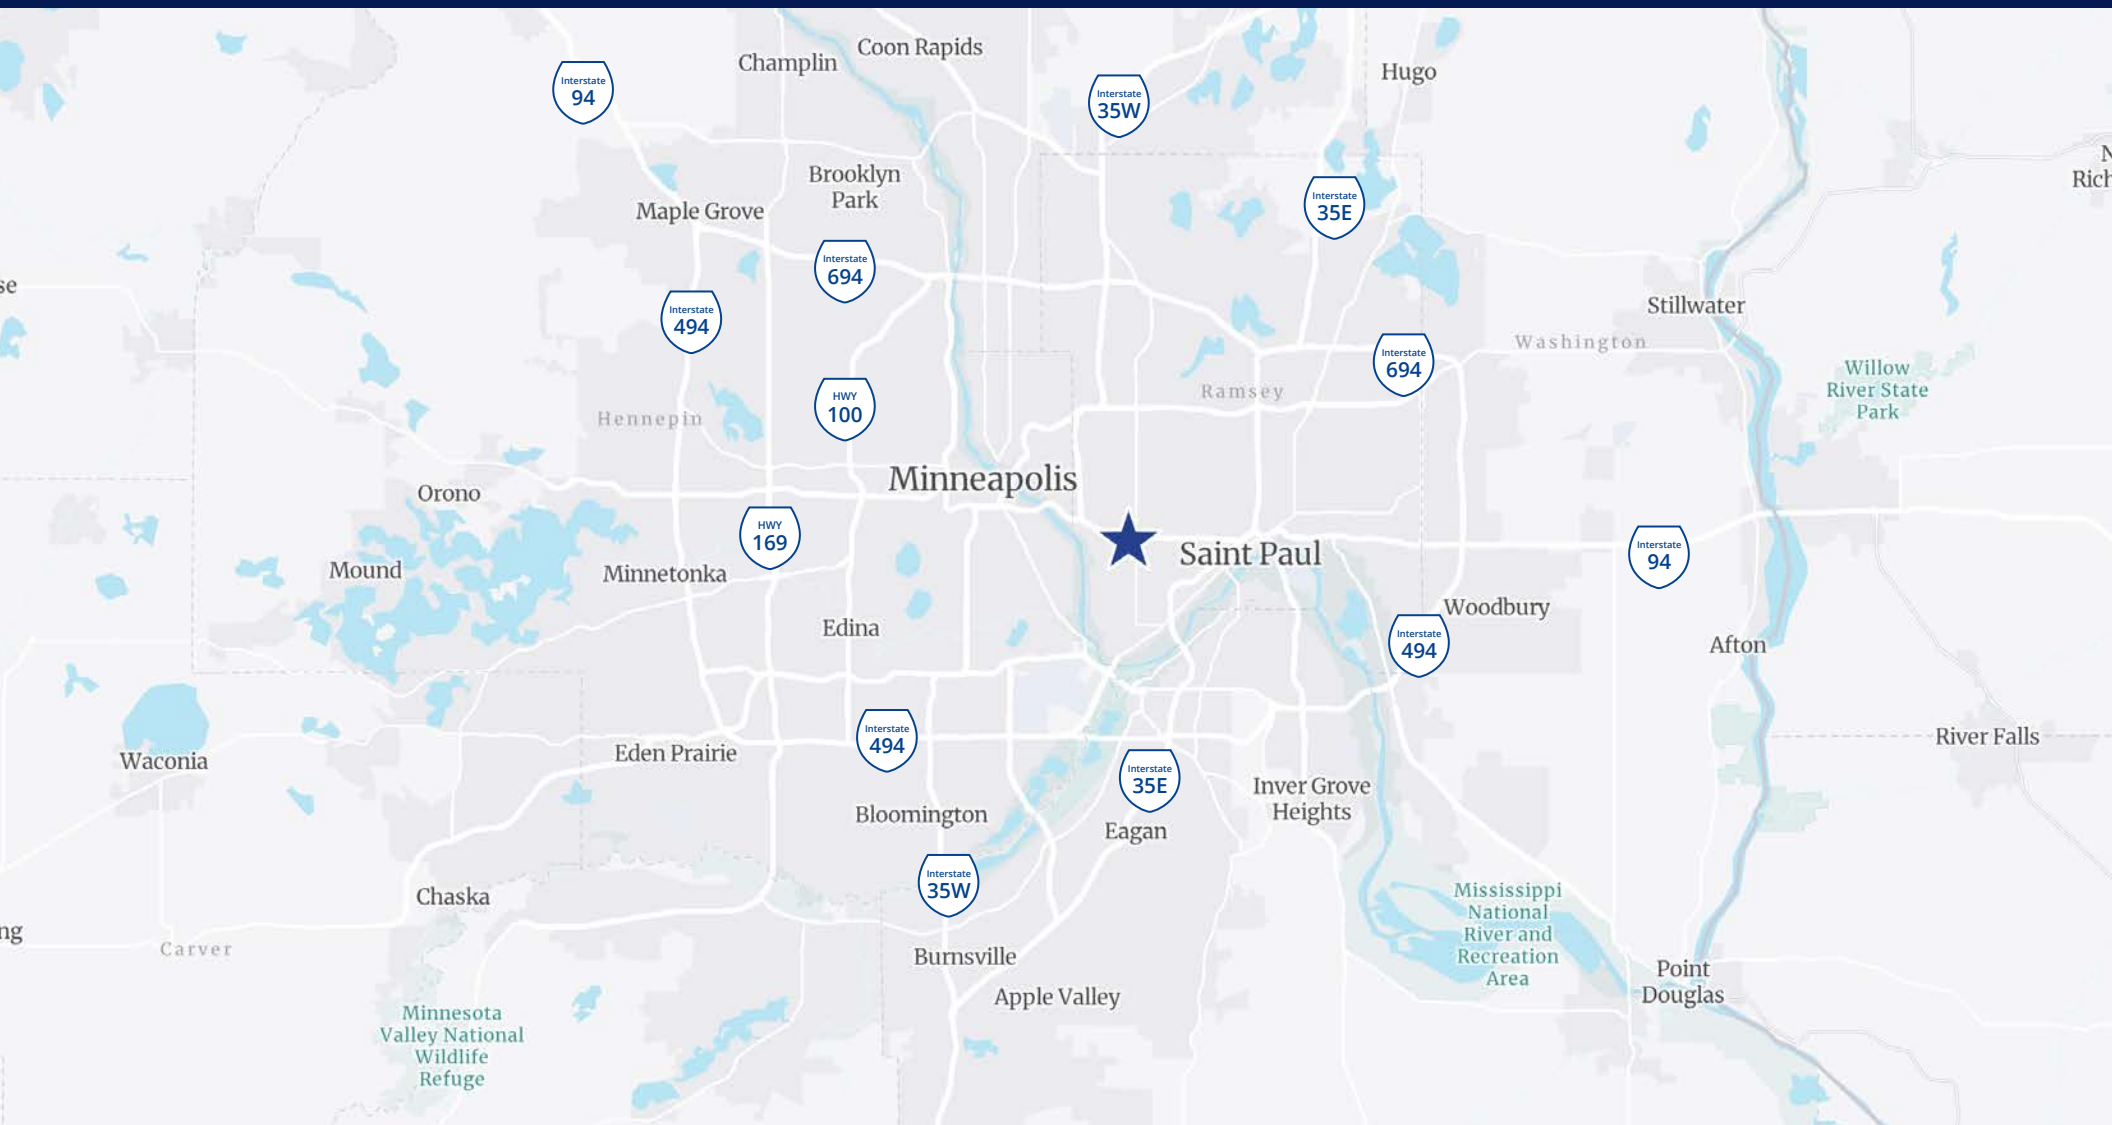 Champlin
Coon Rapids
Hugo
Interstate
94
Interstate
35W
Brooklyn
Park
Maple Grove
Interstate
35E
Interstate
694
Interstate
494
Stillwater
Washington
Interstate
694
Willow
River State
Park
Ramsey
HWY
100
Hennepin
Minneapolis
Orono
HWY
169
Saint Paul
Interstate
94
Mound
Minnetonka
Woodbury
Edina
Interstate
494
Afton
Interstate
494
River Falls
Eden Prairie
Waconia
Interstate
35E
Inver Grove
Heights
Bloomington
Eagan
Interstate
35W
Chaska
Mississippi
National
River and
Recreation
Area
Carver
Burnsville
Point
Douglas
Apple Valley
Minnesota
Valley National
Wildlife
Refuge
se
ng
N
Rich